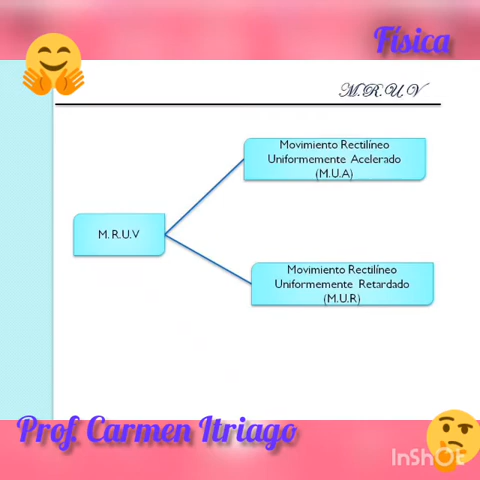 Física
M.R.U.V
Movimiento Rectilíneo
Uniformemente Acelerado
(M.U.A)
M. R.U.V
Movimiento Rectilíneo
Uniformemente Retardado
(M.U.R)
Prof. Carmen Itriago
InShOt